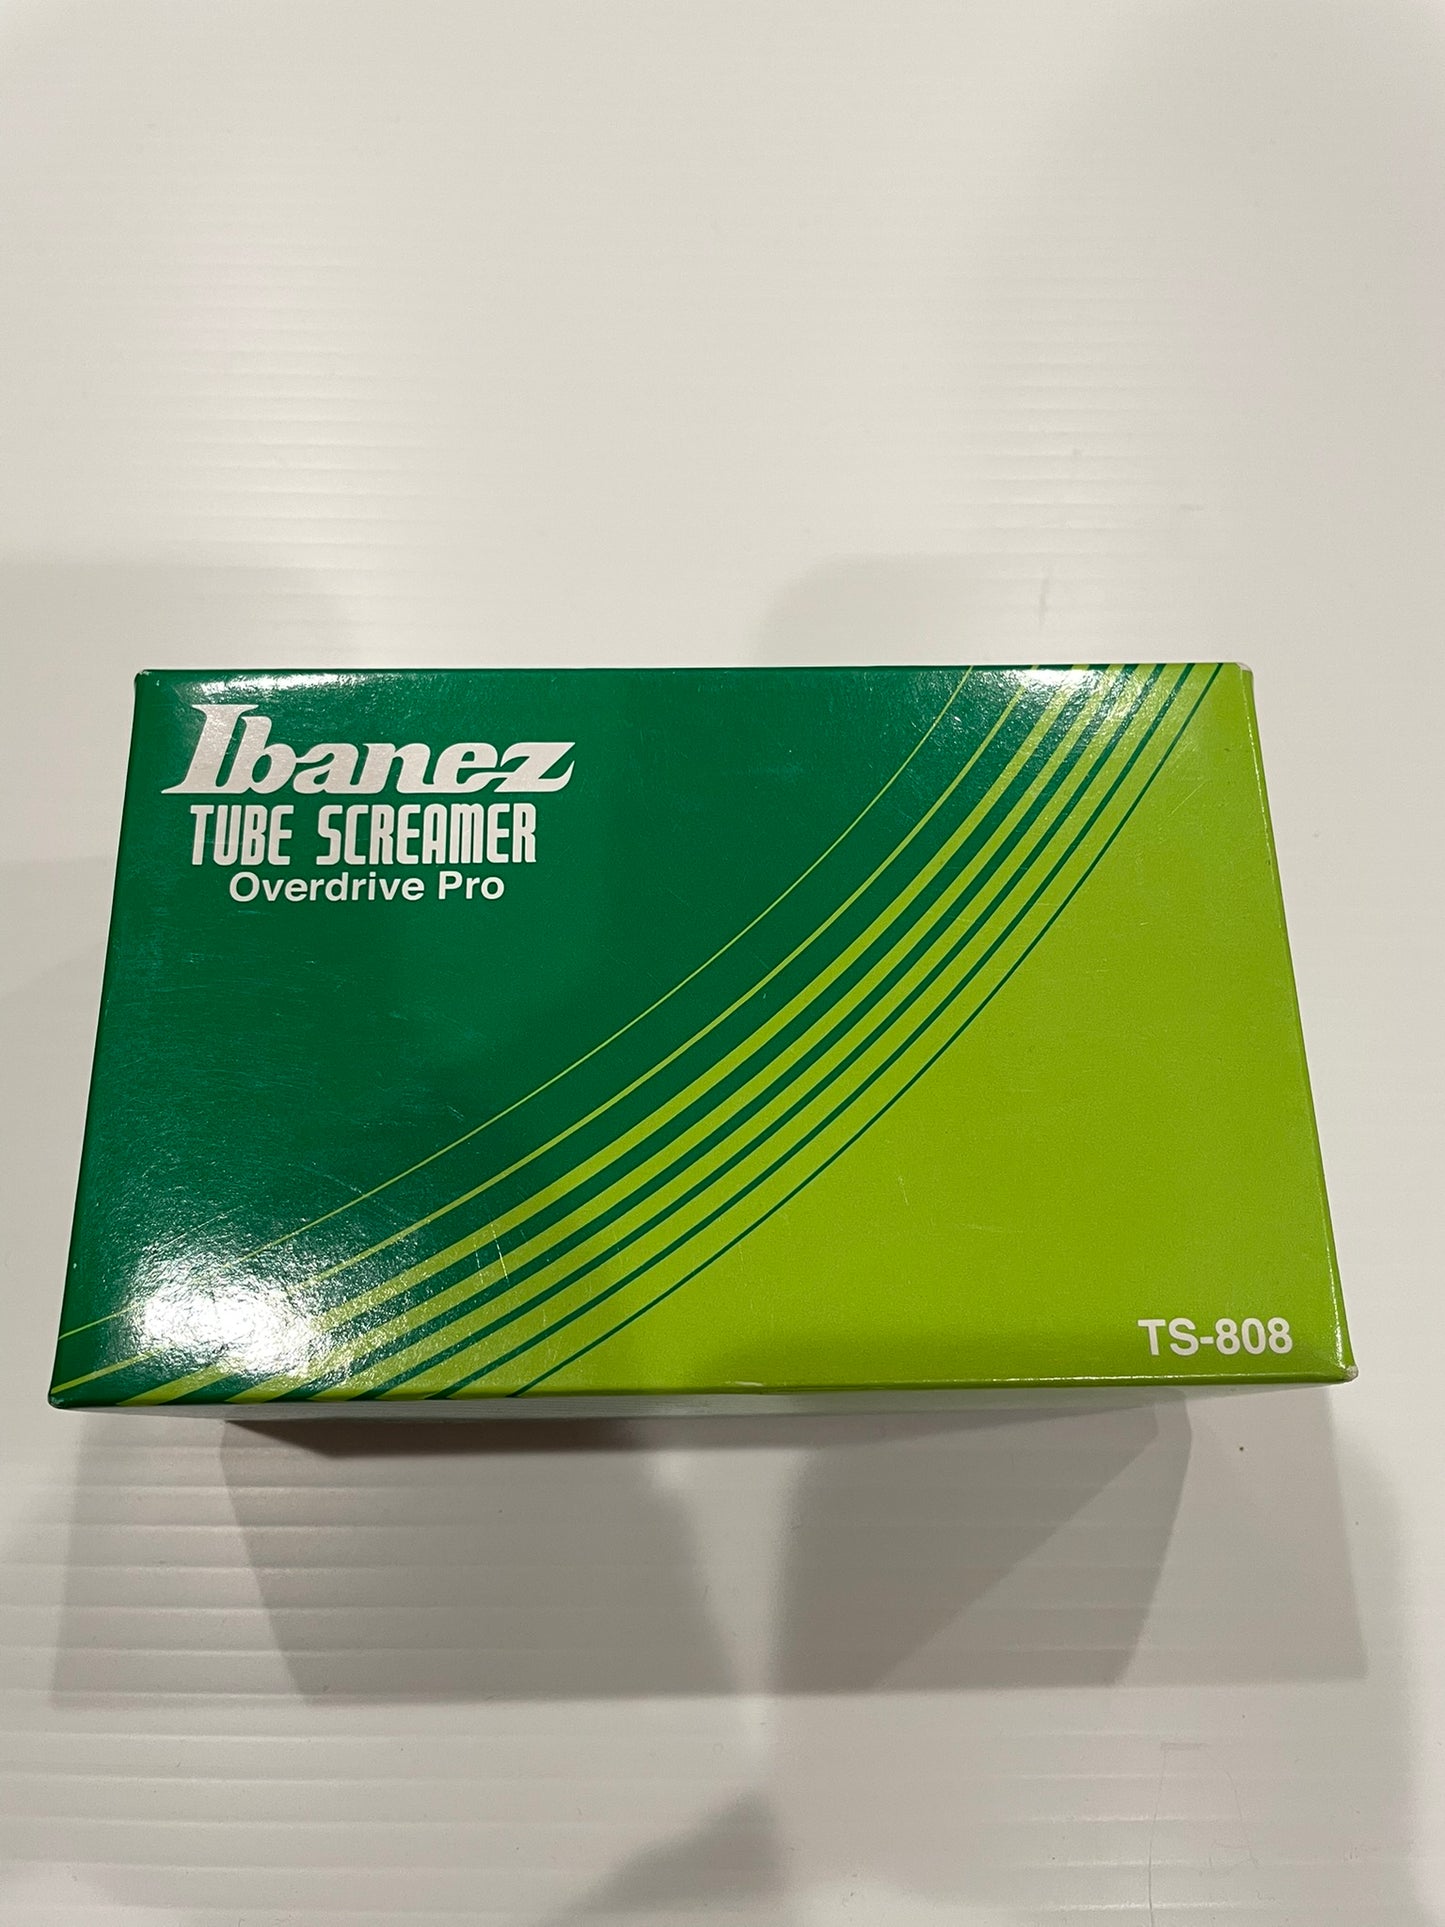 Ibanez
TUBE SCREAMER
Overdrive Pro
TS-808